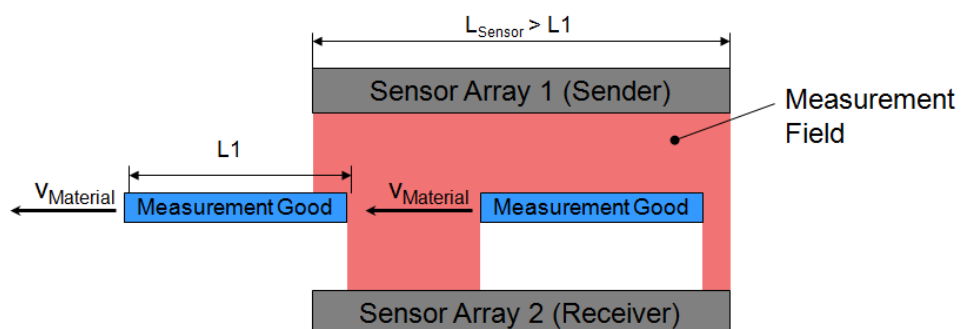 L_Sensor > L1
Sensor Array 1 (Sender)
Measurement
Field
L1
v_Material
Measurement Good
v_Material
Measurement Good
Sensor Array 2 (Receiver)